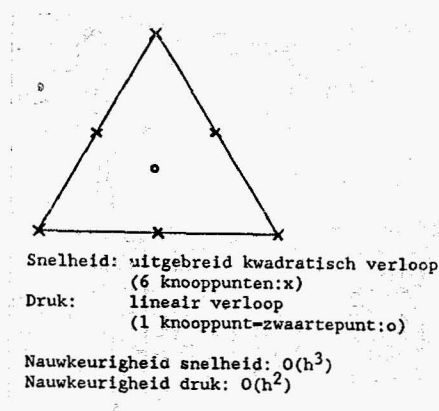 Snelheid: uitgebreid kwadratisch verloop
(6 knooppunten:x)
Druk: lineair verloop
(1 knooppunt=zwaartepunt:o)
Nauwkeurigheid snelheid: O(h³)
Nauwkeurigheid druk: O(h²)